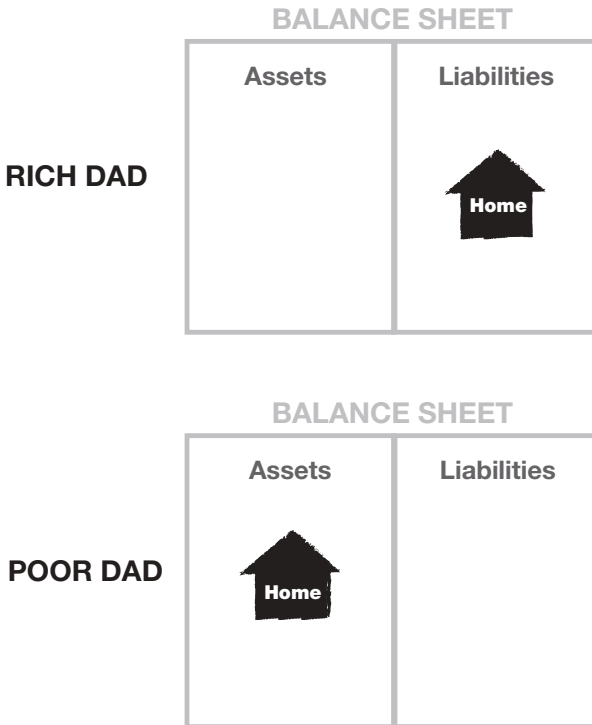 BALANCE SHEET
Assets Liabilities
RICH DAD
Home
BALANCE SHEET
Assets Liabilities
POOR DAD
Home